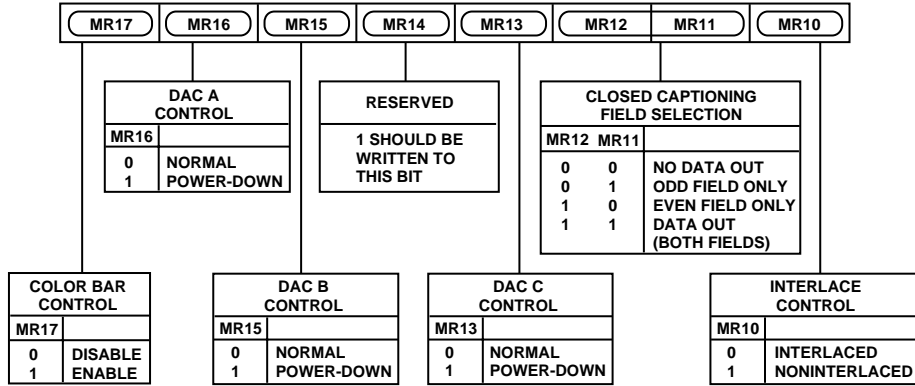 MR17 MR16 MR15 MR14 MR13 MR12 MR11 MR10
DAC A
CONTROL
MR16
0 NORMAL
1 POWER-DOWN
RESERVED
1 SHOULD BE
WRITTEN TO
THIS BIT
CLOSED CAPTIONING
FIELD SELECTION
MR12 MR11
0 0 NO DATA OUT
0 1 ODD FIELD ONLY
1 0 EVEN FIELD ONLY
1 1 DATA OUT
(BOTH FIELDS)
COLOR BAR
CONTROL
MR17
0 DISABLE
1 ENABLE
DAC B
CONTROL
MR15
0 NORMAL
1 POWER-DOWN
DAC C
CONTROL
MR13
0 NORMAL
1 POWER-DOWN
INTERLACE
CONTROL
MR10
0 INTERLACED
1 NONINTERLACED